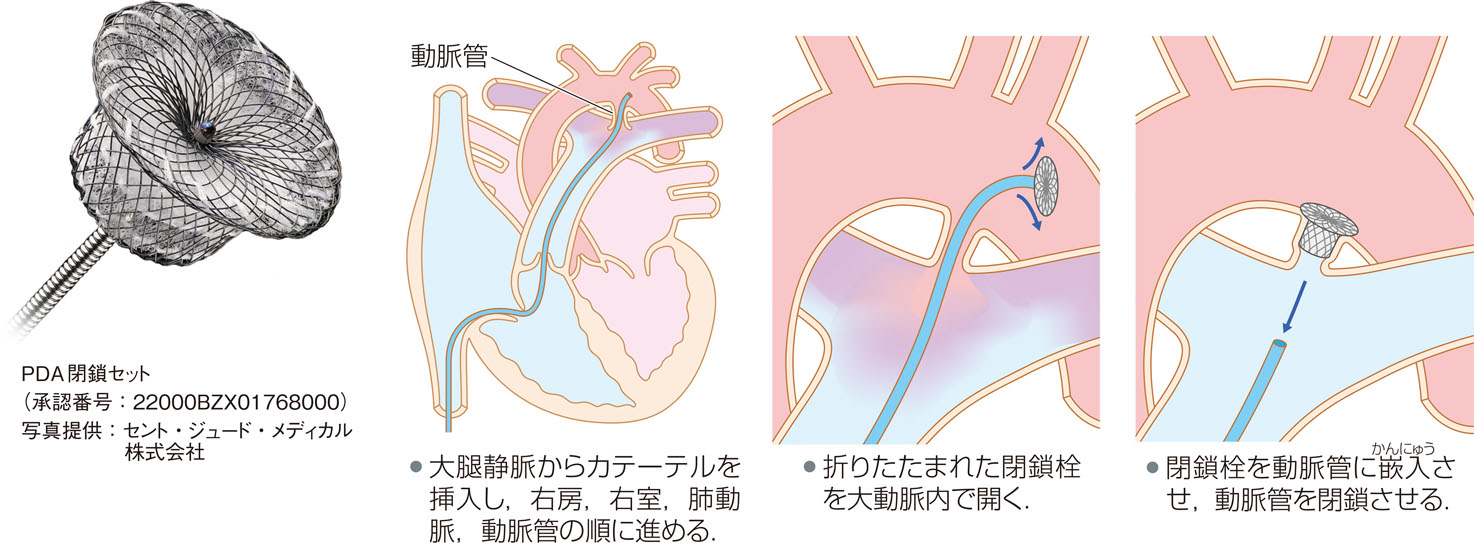 動脈管
PDA閉鎖セット
（承認番号：22000BZX01768000）
写真提供：セント・ジュード・メディカル
株式会社
● 大腿静脈からカテーテルを
挿入し，右房，右室，肺動
脈，動脈管の順に進める.
● 折りたたまれた閉鎖栓
を大動脈内で開く.
かんにゅう
● 閉鎖栓を動脈管に嵌入さ
せ，動脈管を閉鎖させる.